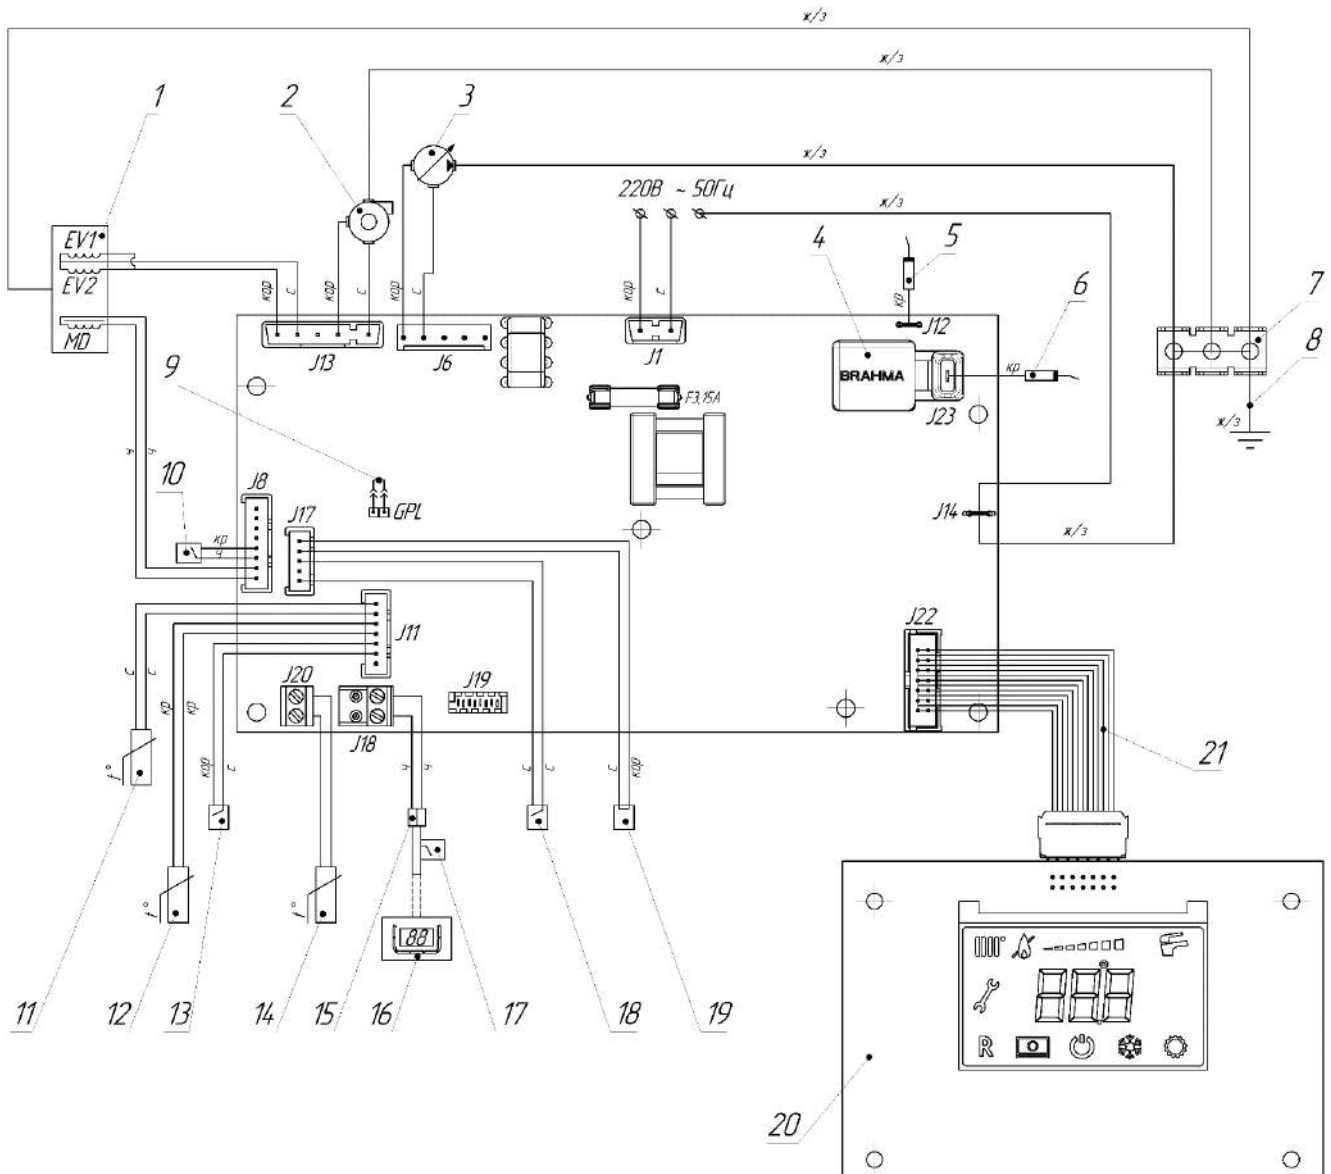 ж/з
ж/з
1
2
3
ж/з
220В ~ 50Гц
ж/з
4
5
6
7
8
EV1
EV2
MD
кор
с
кор
с
кор
с
кор
с
кр
J12
J13
J6
J1
BRAHMA
кр
J23
F3,15A
ж/з
9
10
J8
ч
ч
GPL
J17
кр
ч
J14
ж/з
J11
J22
J20
J19
J18
с
с
кр
кр
кор
с
ч
ч
с
с
с
кор
t°
t°
t°
21
88
11
12
13
14
15
16
17
18
19
888
R
20